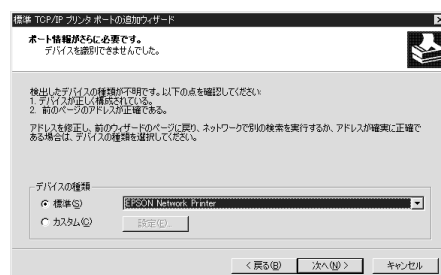 標準 TCP/IP プリンタ ポートの追加ウィザード
ポート情報がさらに必要です。
デバイスを識別できませんでした。
検出したデバイスの種類が不明です。以下の点を確認してください:
1. デバイスが正しく構成されている。
2. 前のページのアドレスが正確である。
アドレスを修正し、前のウィザードのページに戻り、ネットワークで別の検索を実行するか、アドレスが確実に正確で
ある場合は、デバイスの種類を選択してください。
デバイスの種類
標準(S)
EPSON Network Printer
カスタム(C)
設定(E)...
< 戻る(B)
次へ(N) >
キャンセル